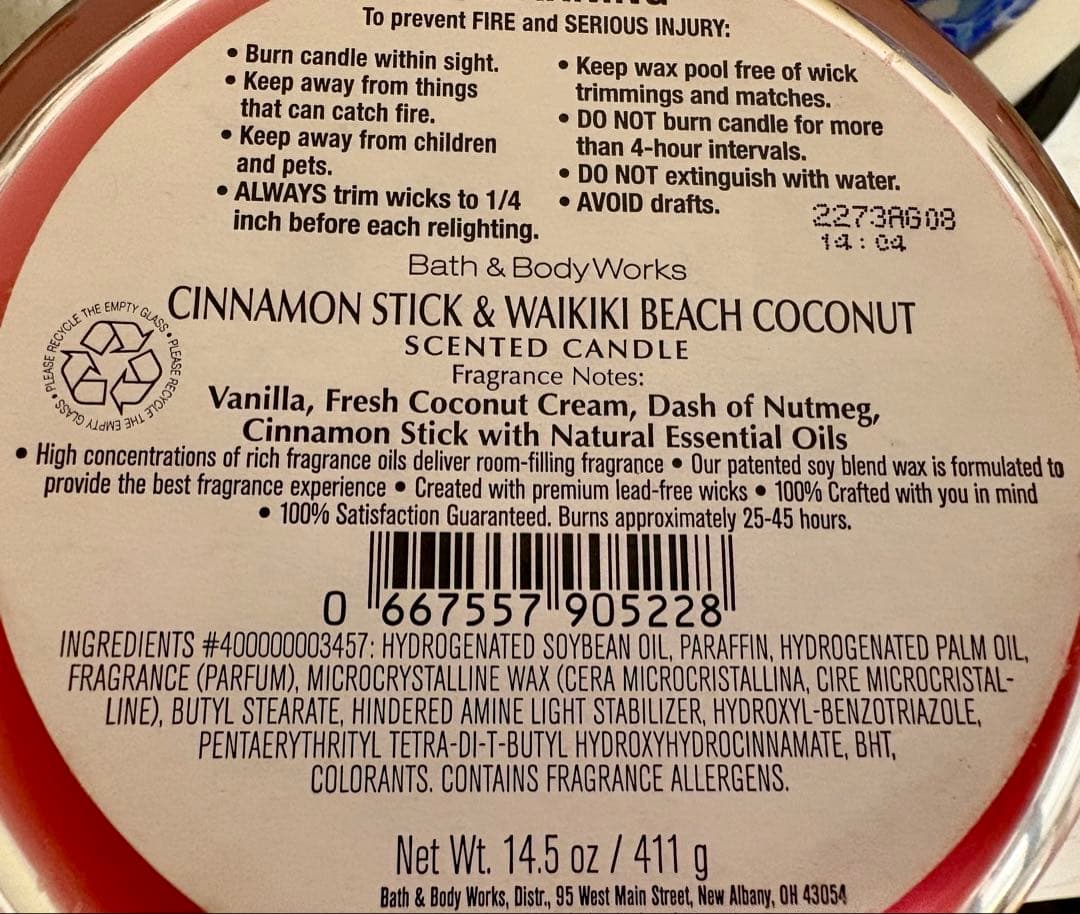 To prevent FIRE and SERIOUS INJURY:
• Burn candle within sight.
• Keep away from things
that can catch fire.
• Keep away from children
and pets.
• ALWAYS trim wicks to 1/4
inch before each relighting.
• Keep wax pool free of wick
trimmings and matches.
• DO NOT burn candle for more
than 4-hour intervals.
• DO NOT extinguish with water.
• AVOID drafts.
2273AG08
14:04
Bath & Body Works
CINNAMON STICK & WAIKIKI BEACH COCONUT
SCENTED CANDLE
PLEASE RECYCLE THE EMPTY GLASS • PLEASE RECYCLE THE EMPTY GLASS •
Fragrance Notes:
Vanilla, Fresh Coconut Cream, Dash of Nutmeg,
Cinnamon Stick with Natural Essential Oils
• High concentrations of rich fragrance oils deliver room-filling fragrance • Our patented soy blend wax is formulated to
provide the best fragrance experience • Created with premium lead-free wicks • 100% Crafted with you in mind
• 100% Satisfaction Guaranteed. Burns approximately 25-45 hours.
0 667557 905228
INGREDIENTS #400000003457: HYDROGENATED SOYBEAN OIL, PARAFFIN, HYDROGENATED PALM OIL,
FRAGRANCE (PARFUM), MICROCRYSTALLINE WAX (CERA MICROCRISTALLINA, CIRE MICROCRISTAL-
LINE), BUTYL STEARATE, HINDERED AMINE LIGHT STABILIZER, HYDROXYL-BENZOTRIAZOLE,
PENTAERYTHRITYL TETRA-DI-T-BUTYL HYDROXYHYDROCINNAMATE, BHT,
COLORANTS. CONTAINS FRAGRANCE ALLERGENS.
Net Wt. 14.5 oz / 411 g
Bath & Body Works, Distr., 95 West Main Street, New Albany, OH 43054